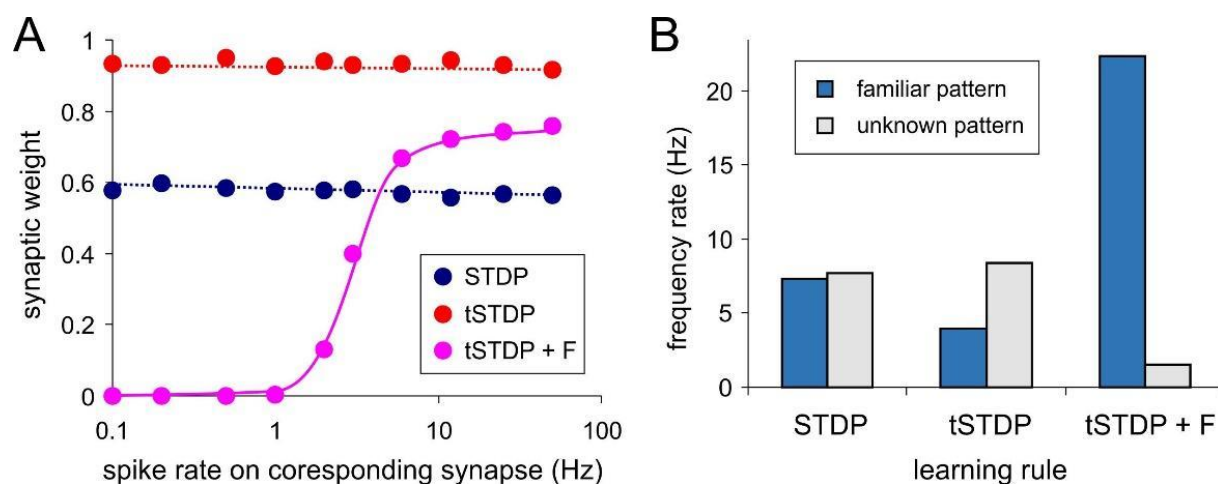 A
1
0.8
0.6
0.4
0.2
0
synaptic weight
STDP
tSTDP
tSTDP + F
0.1
1
10
100
spike rate on coresponding synapse (Hz)
B
20
15
10
5
0
frequency rate (Hz)
familiar pattern
unknown pattern
STDP
tSTDP
tSTDP + F
learning rule